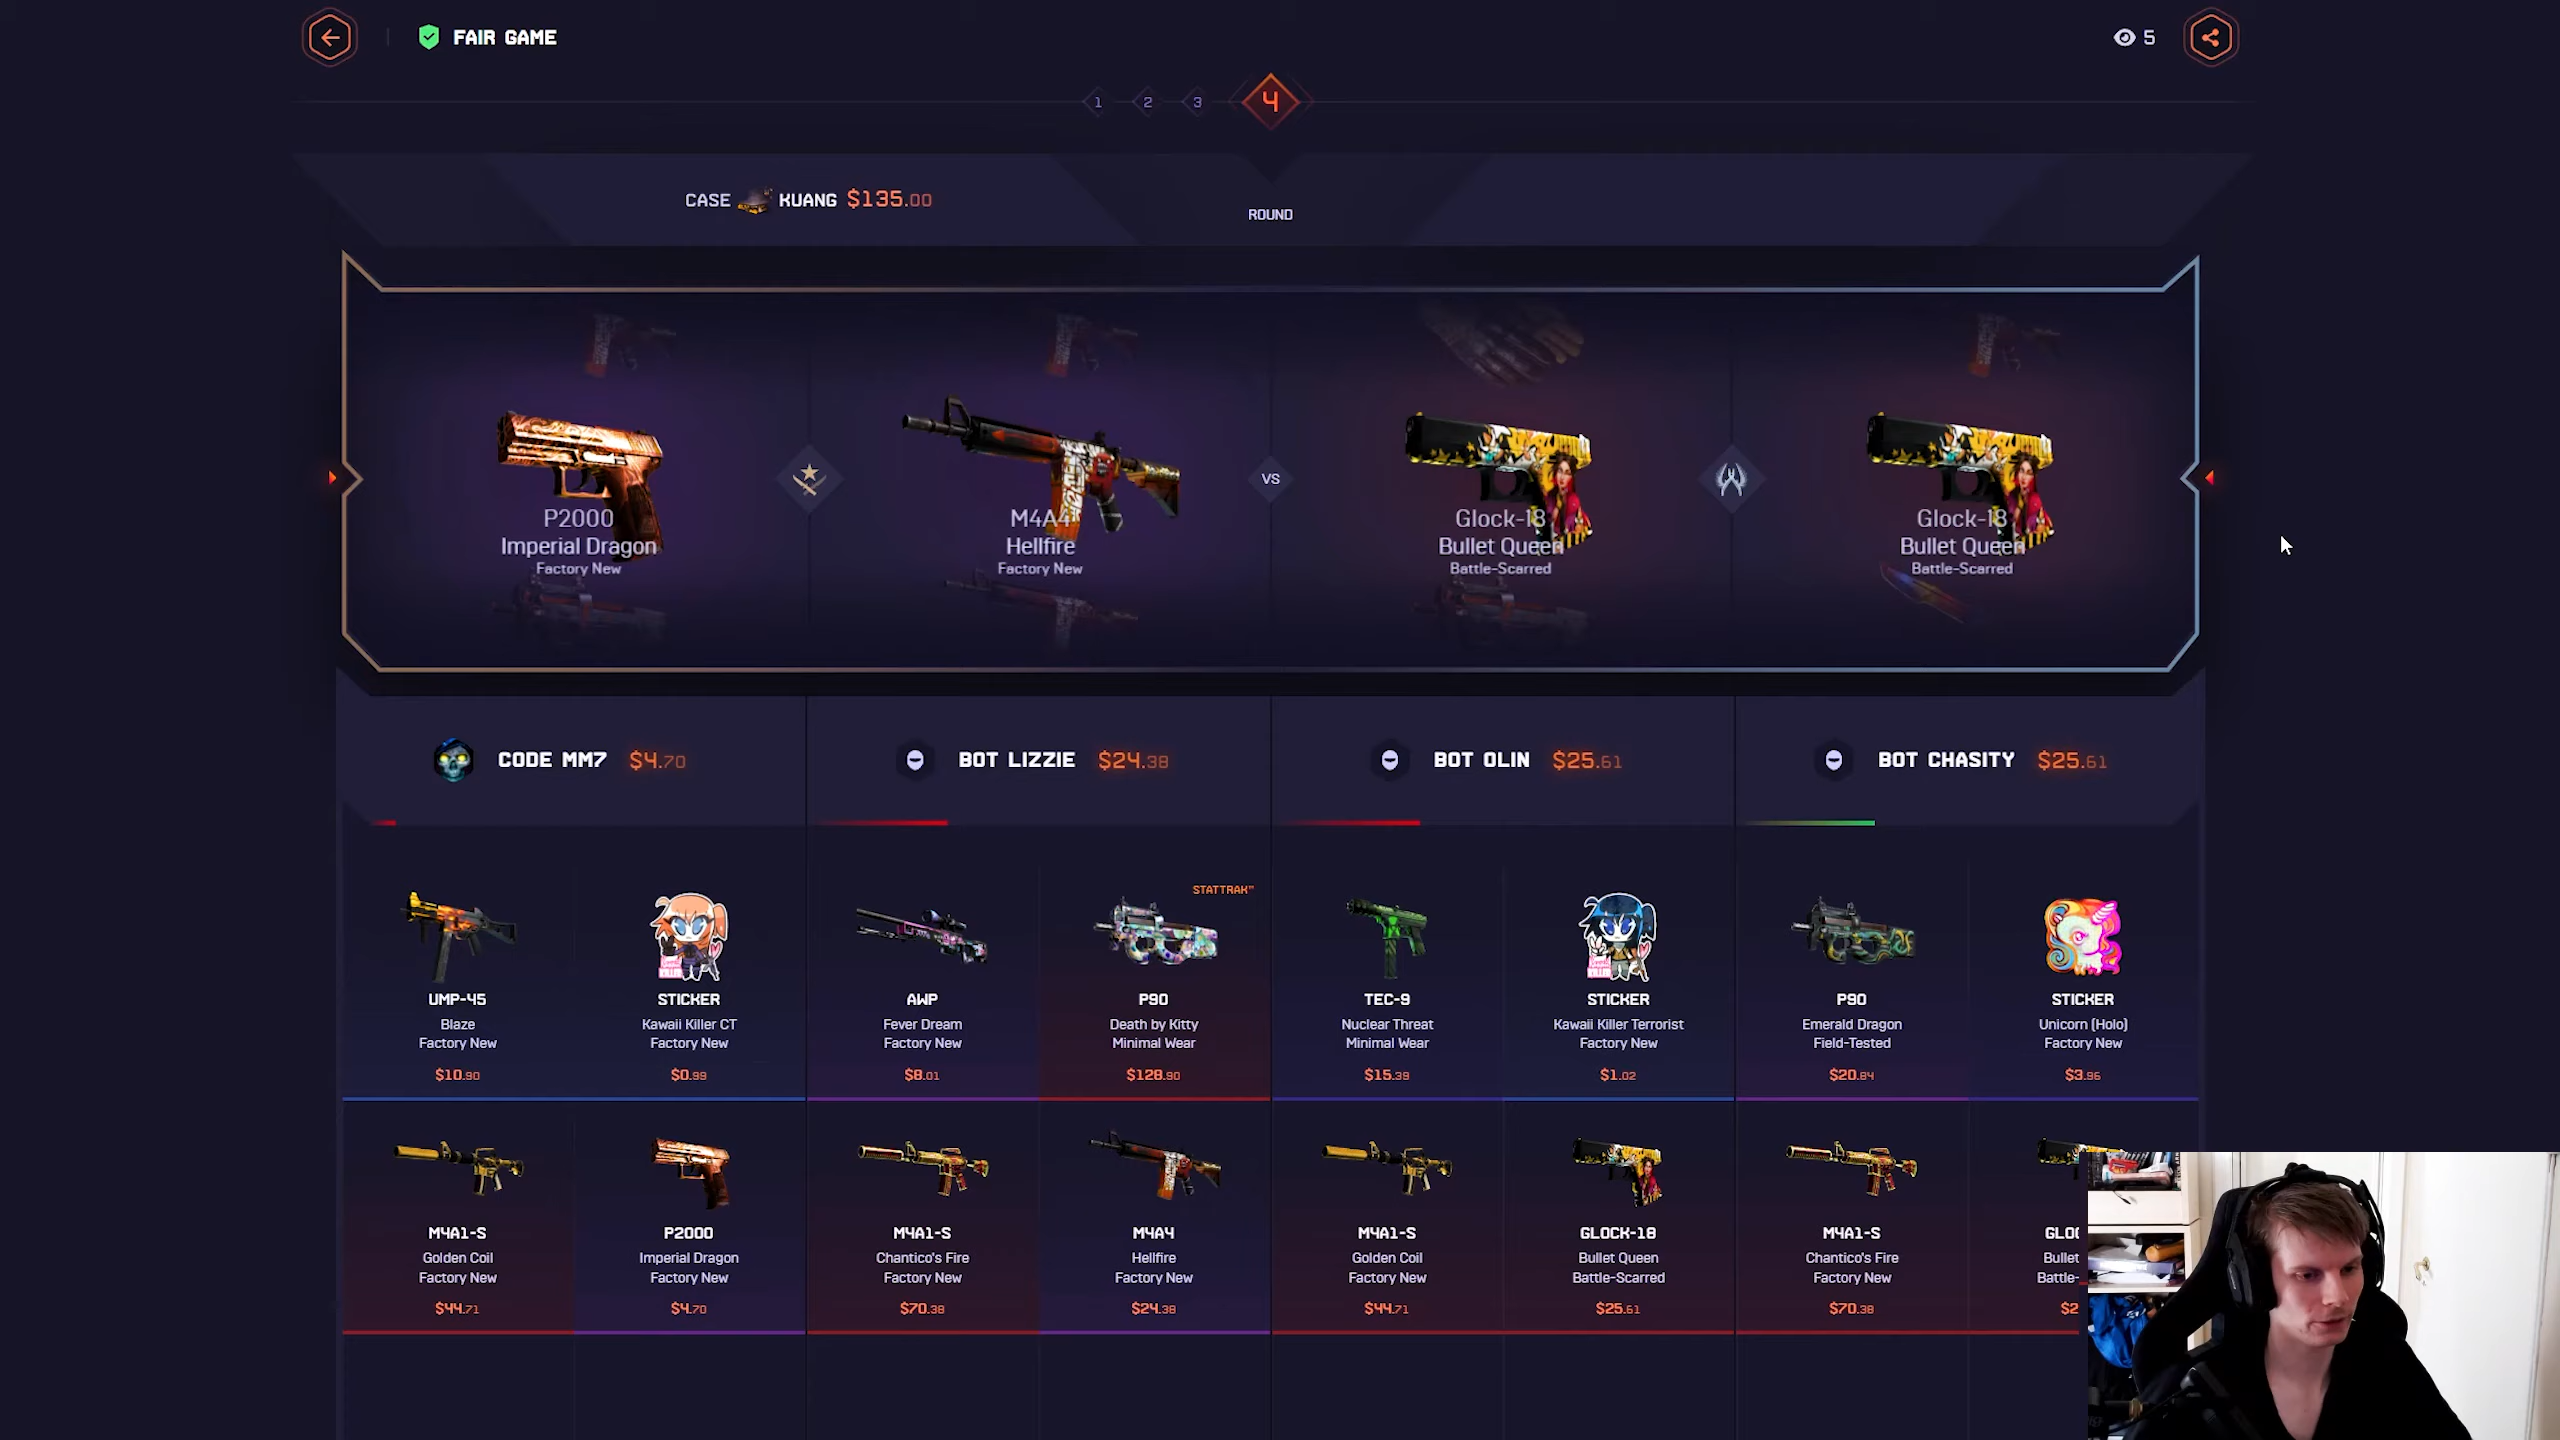 FAIR GAME
5
1
2
3
4
CASE KUANG $135.00
ROUND
P2000
Imperial Dragon
Factory New
M4A4
Hellfire
Factory New
VS
Glock-18
Bullet Queen
Battle-Scarred
Glock-18
Bullet Queen
Battle-Scarred
CODE MM7 $4.70
BOT LIZZIE $24.38
BOT OLIN $25.61
BOT CHASITY $25.61
UMP-45
Blaze
Factory New
$10.90
STICKER
Kawaii Killer CT
Factory New
$0.99
AWP
Fever Dream
Factory New
$8.01
STATTRAK™
P90
Death by Kitty
Minimal Wear
$128.90
TEC-9
Nuclear Threat
Minimal Wear
$15.39
STICKER
Kawaii Killer Terrorist
Factory New
$1.02
P90
Emerald Dragon
Field-Tested
$20.84
STICKER
Unicorn (Holo)
Factory New
$3.96
M4A1-S
Golden Coil
Factory New
$44.71
P2000
Imperial Dragon
Factory New
$4.70
M4A1-S
Chantico's Fire
Factory New
$70.38
M4A4
Hellfire
Factory New
$24.38
M4A1-S
Golden Coil
Factory New
$44.71
GLOCK-18
Bullet Queen
Battle-Scarred
$25.61
M4A1-S
Chantico's Fire
Factory New
$70.38
GLOC
Bullet
Battle-
$2